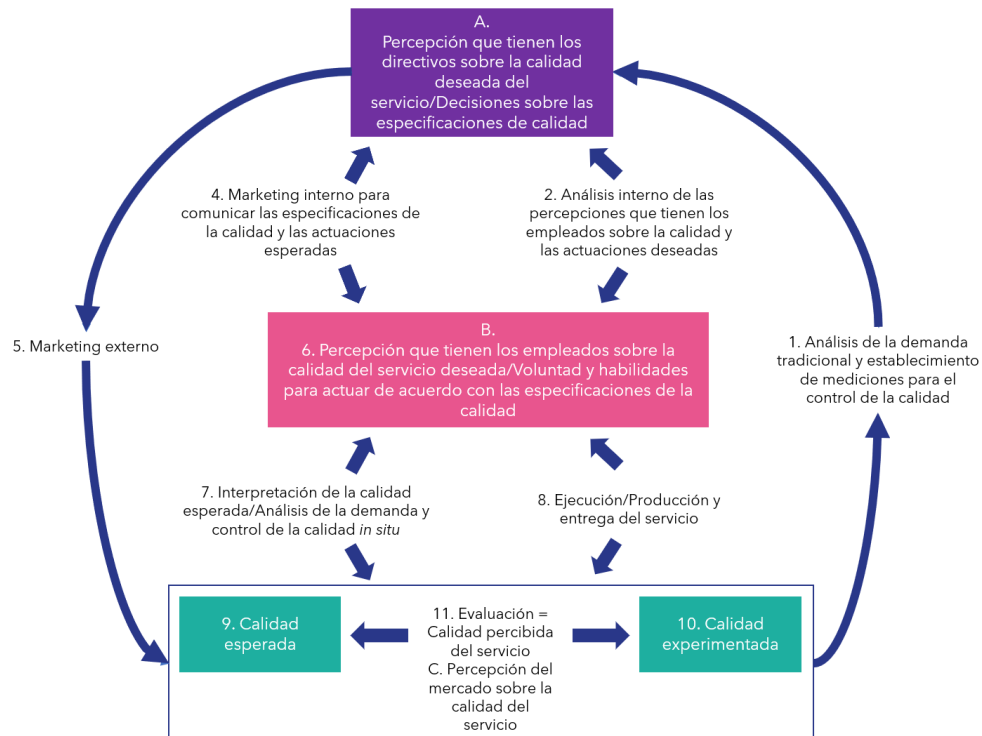 A.
Percepción que tienen los
directivos sobre la calidad
deseada del
servicio/Decisiones sobre las
especificaciones de calidad
4. Marketing interno para
comunicar las especificaciones de
la calidad y las actuaciones
esperadas
2. Análisis interno de las
percepciones que tienen los
empleados sobre la calidad y
las actuaciones deseadas
5. Marketing externo
B.
6. Percepción que tienen los empleados sobre la
calidad del servicio deseada/Voluntad y habilidades
para actuar de acuerdo con las especificaciones de la
calidad
1. Análisis de la demanda
tradicional y establecimiento
de mediciones para el
control de la calidad
7. Interpretación de la calidad
esperada/Análisis de la demanda y
control de la calidad in situ
8. Ejecución/Producción y
entrega del servicio
9. Calidad
esperada
11. Evaluación =
Calidad percibida
del servicio
C. Percepción del
mercado sobre la
calidad del
servicio
10. Calidad
experimentada